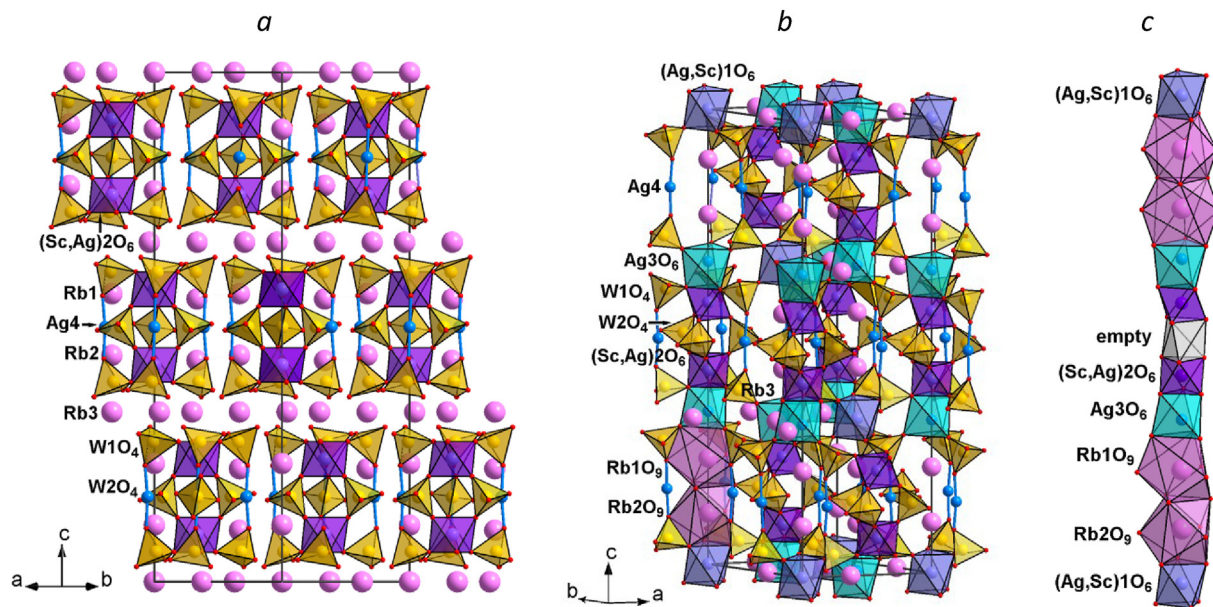 a
b
c
(Sc,Ag)2O₆
Rb1
Ag4
Rb2
Rb3
W1O₄
W2O₄
c
a
b
(Ag,Sc)1O₆
Ag4
Ag3O₆
W1O₄
W2O₄
(Sc,Ag)2O₆
Rb3
Rb1O₉
Rb2O₉
c
b
a
(Ag,Sc)1O₆
empty
(Sc,Ag)2O₆
Ag3O₆
Rb1O₉
Rb2O₉
(Ag,Sc)1O₆